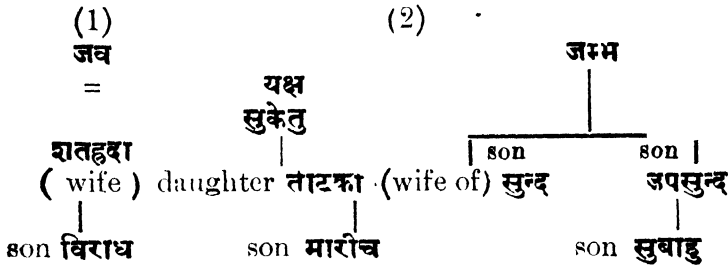 (1) (2)
जव जम्भ
= यक्ष
सुकेतु
शतह्रदा son son
( wife ) daughter ताटका (wife of) सुन्द उपसुन्द
son विराध son मारीच son सुबाहु